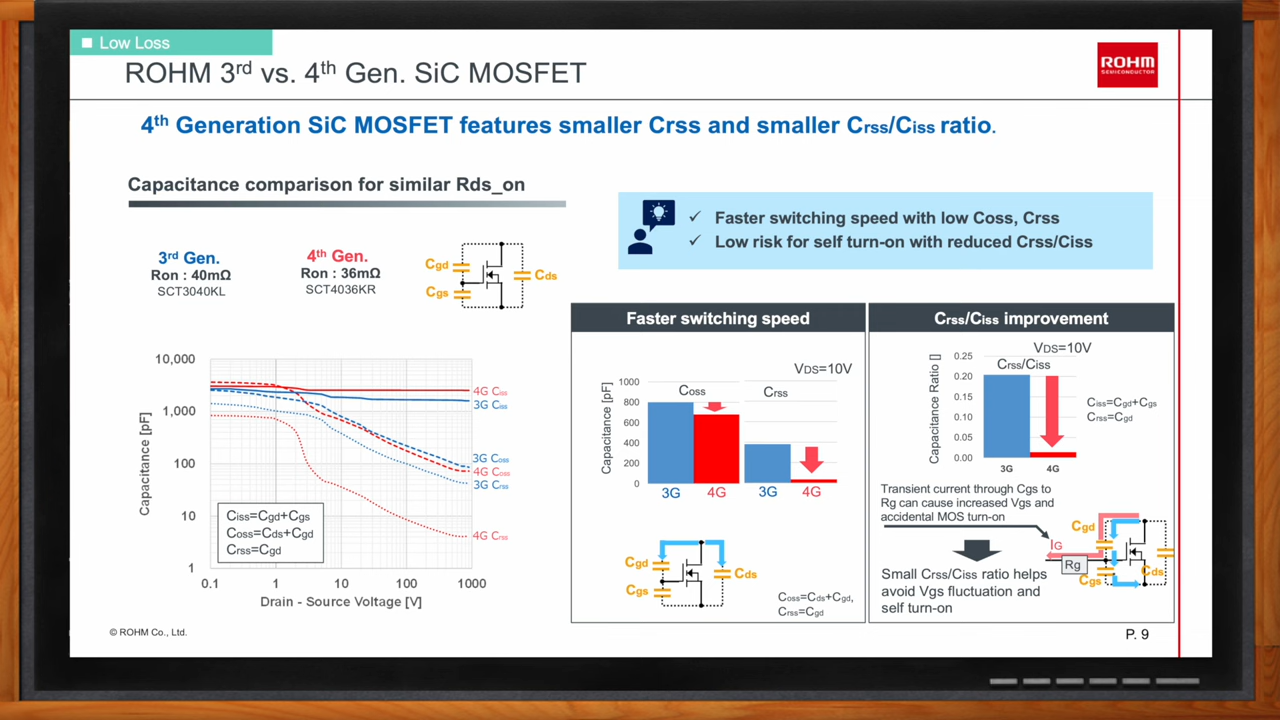 Low Loss
ROHM 3rd vs. 4th Gen. SiC MOSFET
ROHM
SEMICONDUCTOR
4th Generation SiC MOSFET features smaller Crss and smaller Crss/Ciss ratio.
Capacitance comparison for similar Rds_on
✓ Faster switching speed with low Coss, Crss
✓ Low risk for self turn-on with reduced Crss/Ciss
3rd Gen.
Ron : 40mΩ
SCT3040KL
4th Gen.
Ron : 36mΩ
SCT4036KR
Cgd
Cgs
Cds
Capacitance [pF]
10,000
1,000
100
10
1
0.1
1
10
100
1000
Drain - Source Voltage [V]
4G Ciss
3G Ciss
3G Coss
4G Coss
3G Crss
4G Crss
Ciss=Cgd+Cgs
Coss=Cds+Cgd
Crss=Cgd
Faster switching speed
VDS=10V
Capacitance [pF]
1000
800
600
400
200
0
Coss
Crss
3G
4G
3G
4G
Cgd
Cgs
Cds
Coss=Cds+Cgd,
Crss=Cgd
Crss/Ciss improvement
VDS=10V
Crss/Ciss
Capacitance Ratio []
0.25
0.20
0.15
0.10
0.05
0.00
3G
4G
Ciss=Cgd+Cgs
Crss=Cgd
Transient current through Cgs to
Rg can cause increased Vgs and
accidental MOS turn-on
Small Crss/Ciss ratio helps
avoid Vgs fluctuation and
self turn-on
Cgd
IG
Rg
Cgs
Cds
© ROHM Co., Ltd.
P. 9